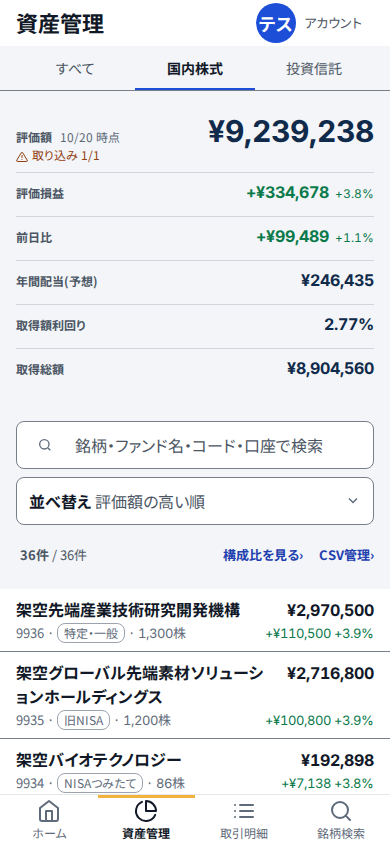 資産管理
テス アカウント
すべて 国内株式 投資信託
評価額 10/20 時点 ¥9,239,238
取り込み 1/1
評価損益 +¥334,678 +3.8%
前日比 +¥99,489 +1.1%
年間配当(予想) ¥246,435
取得額利回り 2.77%
取得総額 ¥8,904,560
銘柄・ファンド名・コード・口座で検索
並べ替え 評価額の高い順
36件 / 36件 構成比を見る› CSV管理›
架空先端産業技術研究開発機構 ¥2,970,500
9936 · 特定・一般 · 1,300株 +¥110,500 +3.9%
架空グローバル先端素材ソリューシ ¥2,716,800
ョンホールディングス
9935 · 旧NISA · 1,200株 +¥100,800 +3.9%
架空バイオテクノロジー ¥192,898
9934 · NISAつみたて · 86株 +¥7,138 +3.8%
ホーム 資産管理 取引明細 銘柄検索